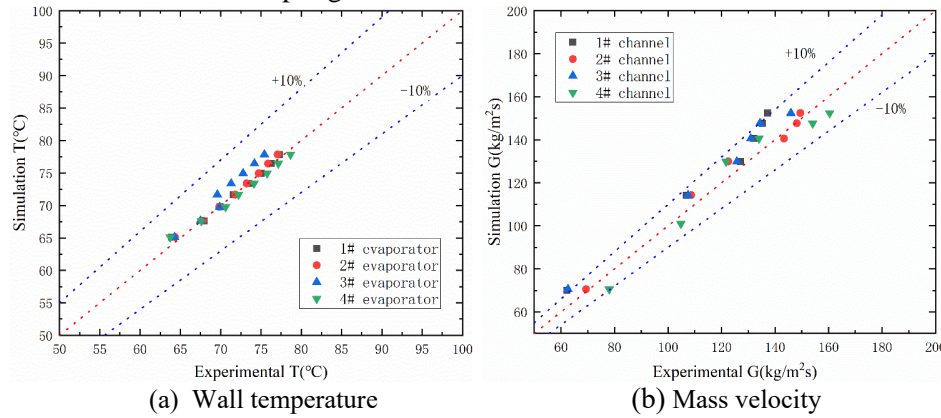 100
95
90
85
80
75
70
65
60
55
50
Simulation T(℃)
+10%
−10%
1# evaporator
2# evaporator
3# evaporator
4# evaporator
50 55 60 65 70 75 80 85 90 95 100
Experimental T(℃)
(a) Wall temperature
200
180
160
140
120
100
80
60
Simulation G(kg/m²s)
1# channel
2# channel
3# channel
4# channel
+10%
−10%
60 80 100 120 140 160 180 200
Experimental G(kg/m²s)
(b) Mass velocity